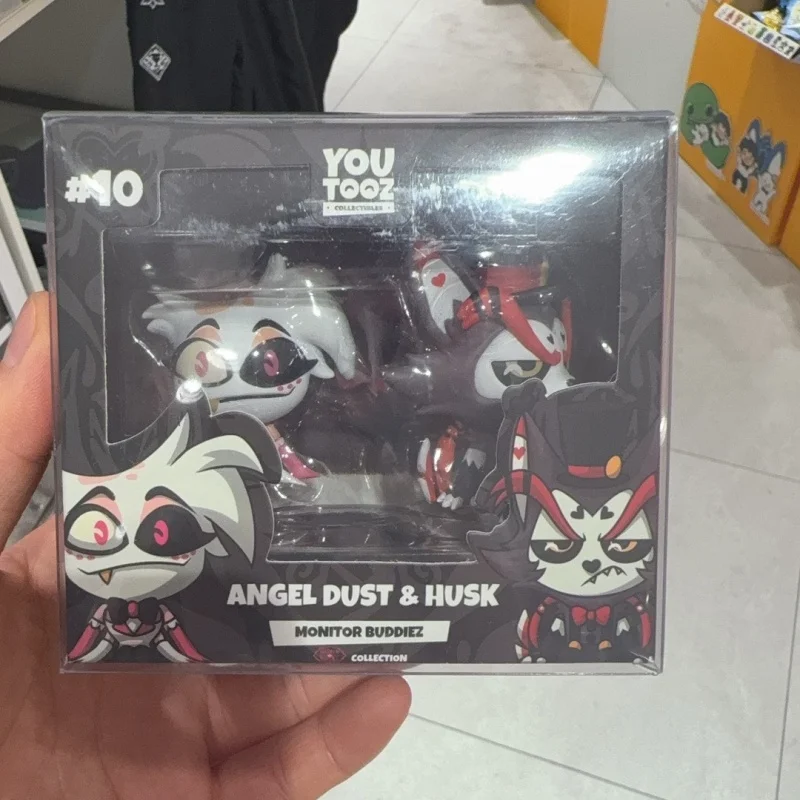 #10
YOU
TOOZ
COLLECTIBLES
ANGEL DUST & HUSK
MONITOR BUDDIEZ
COLLECTION